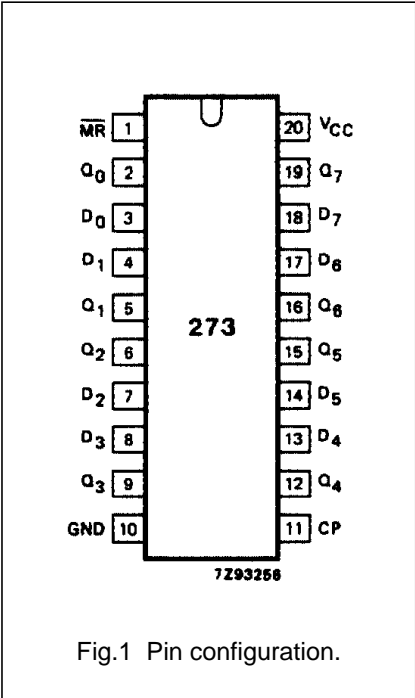 M̅R̅ 1 20 VCC
Q0 2 19 Q7
D0 3 18 D7
D1 4 17 D6
Q1 5 16 Q6
273
Q2 6 15 Q5
D2 7 14 D5
D3 8 13 D4
Q3 9 12 Q4
GND 10 11 CP
7Z93256
Fig.1 Pin configuration.